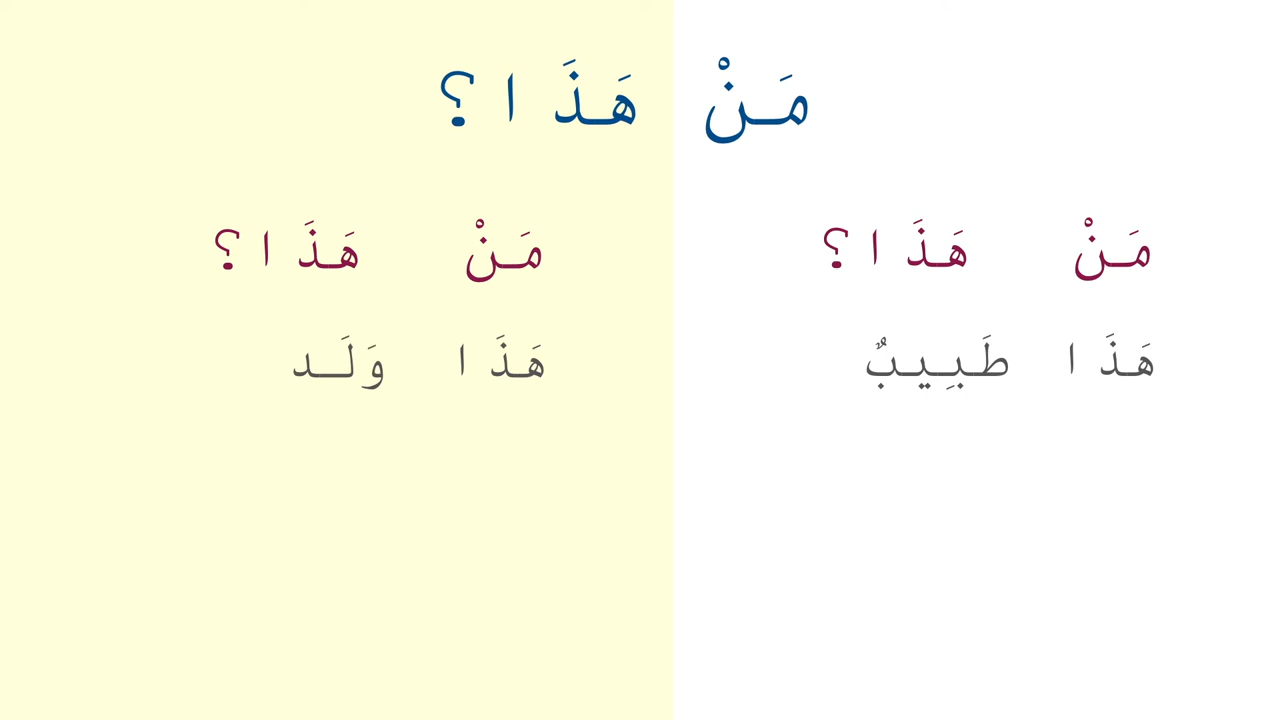 مَنْ هَذَا؟
مَنْ هَذَا؟
هَذَا طَبِيبٌ
مَنْ هَذَا؟
هَذَا وَلَد